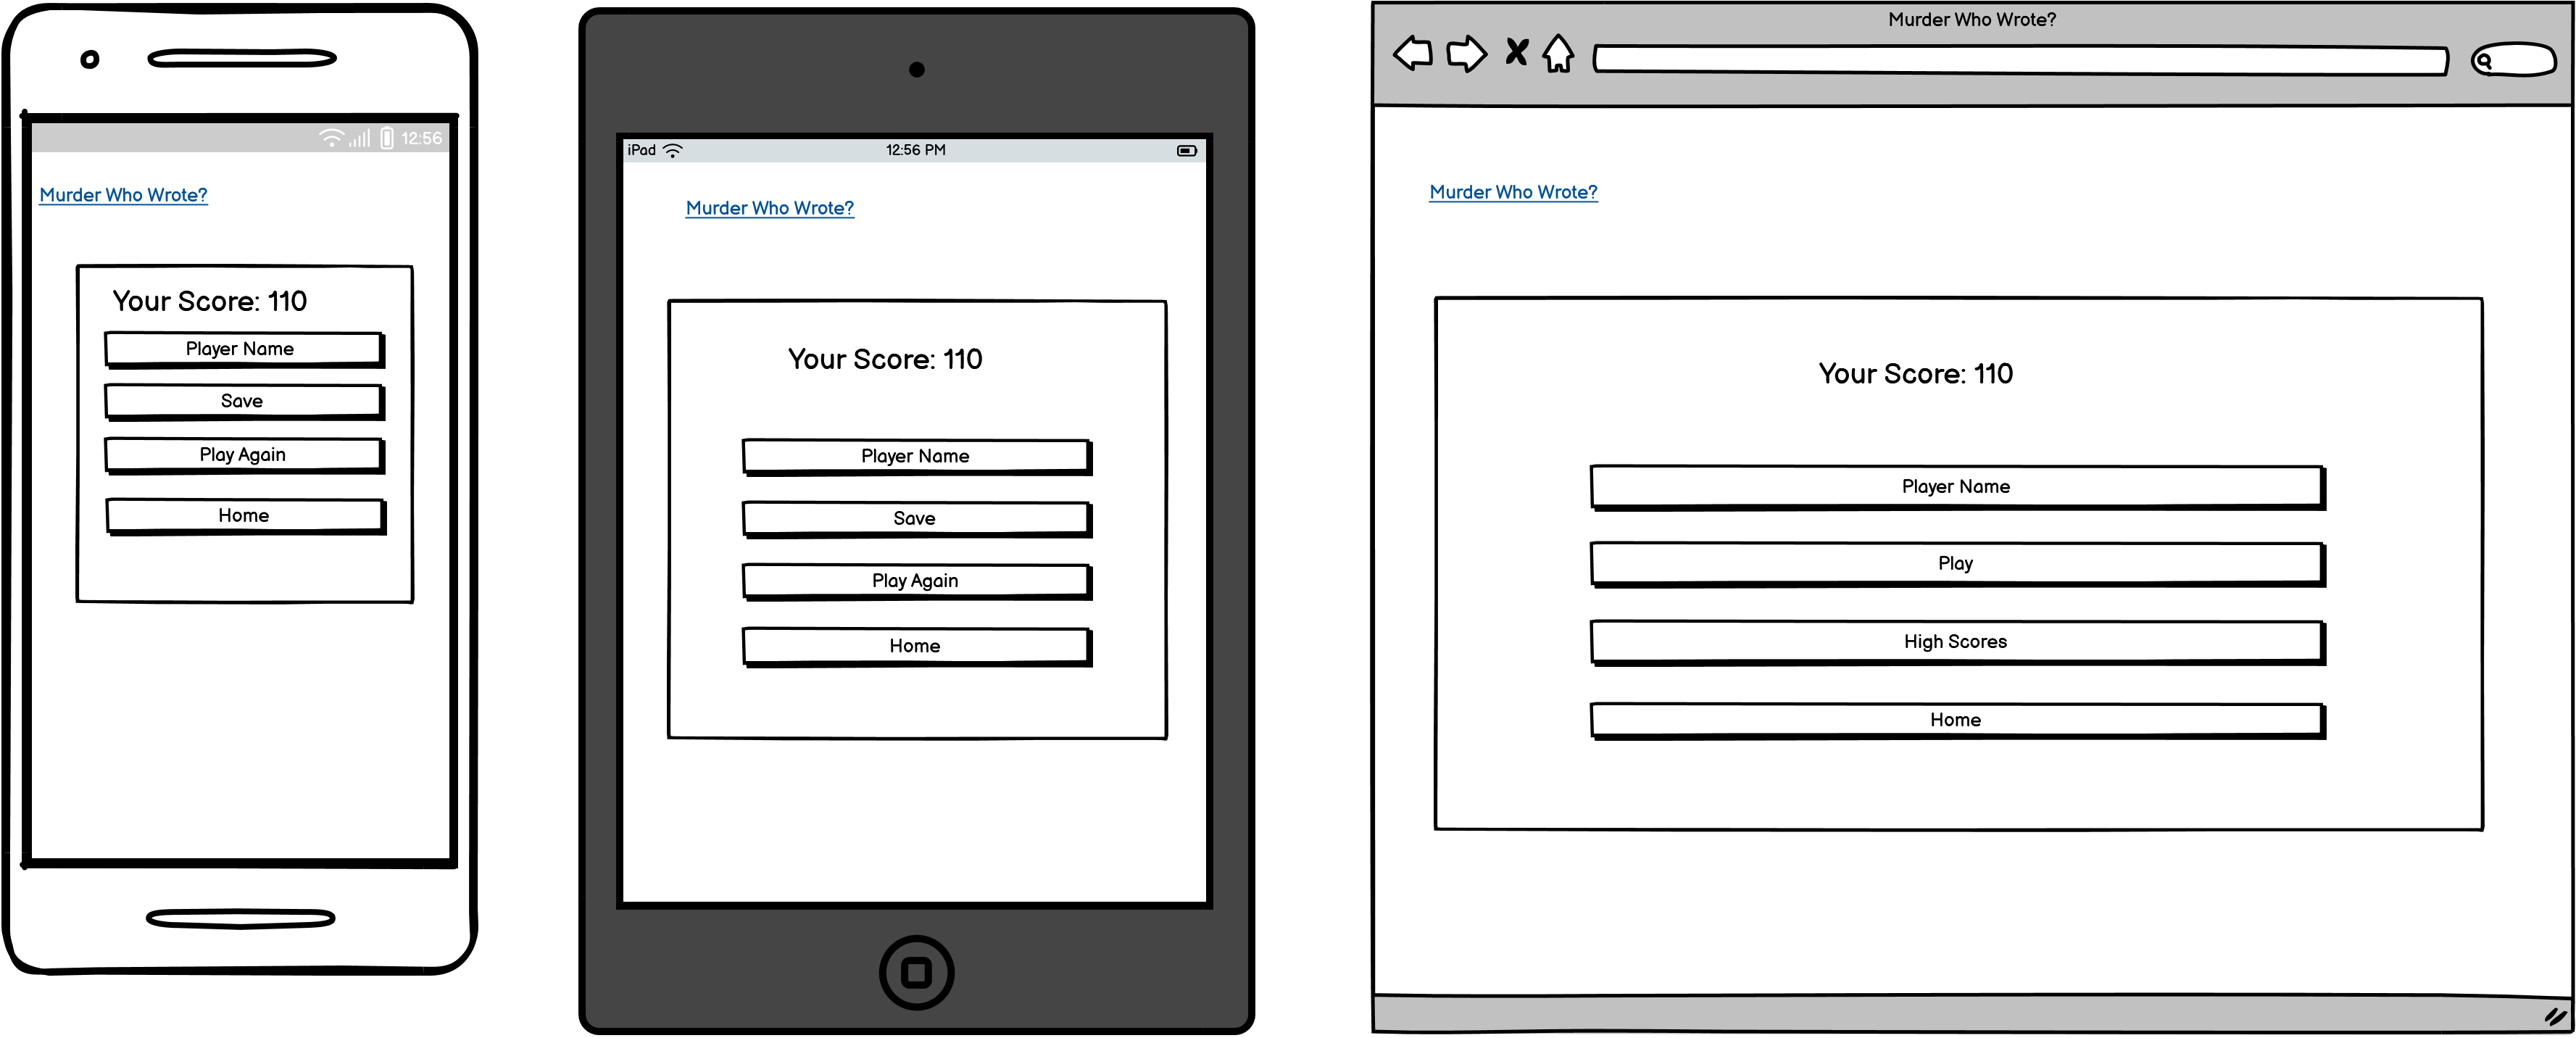 12:56
Murder Who Wrote?
Your Score: 110
Player Name
Save
Play Again
Home
iPad
12:56 PM
Murder Who Wrote?
Your Score: 110
Player Name
Save
Play Again
Home
Murder Who Wrote?
Murder Who Wrote?
Your Score: 110
Player Name
Play
High Scores
Home